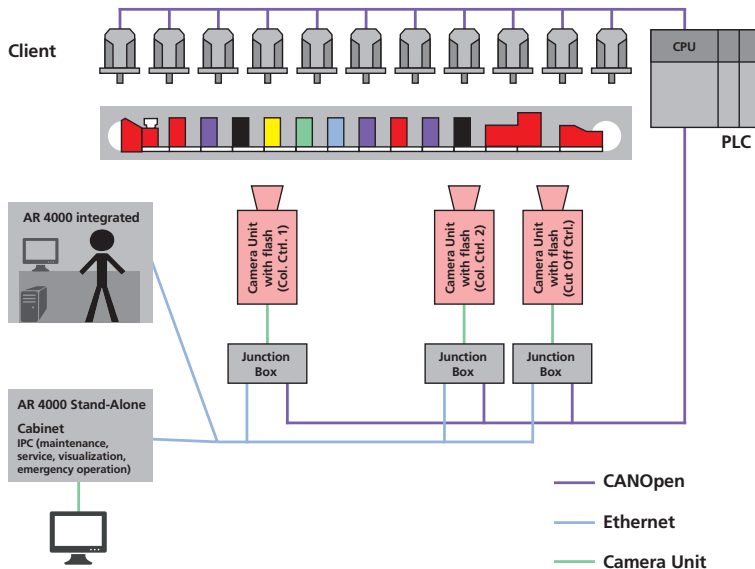 Client
CPU
PLC
AR 4000 integrated
Camera Unit
with flash
(Col. Ctrl. 1)
Camera Unit
with flash
(Col. Ctrl. 2)
Camera Unit
with flash
(Cut Off Ctrl.)
Junction
Box
Junction
Box
Junction
Box
AR 4000 Stand-Alone
Cabinet
IPC (maintenance,
service, visualization,
emergency operation)
CANOpen
Ethernet
Camera Unit